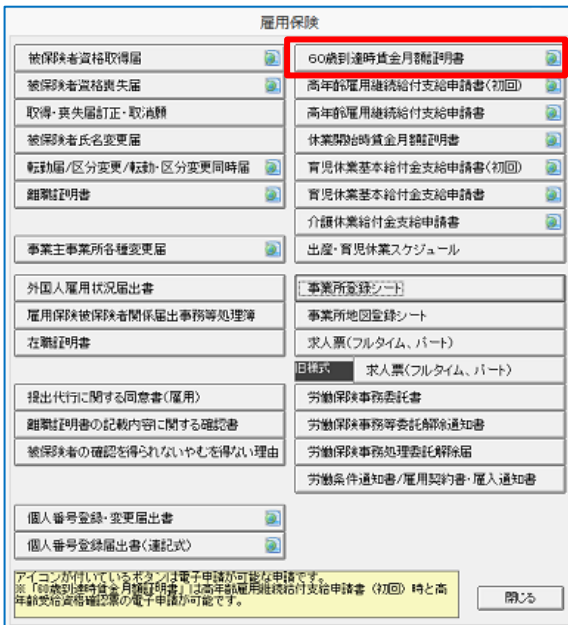 雇用保険
被保険者資格取得届
被保険者資格喪失届
取得・喪失届訂正・取消願
被保険者氏名変更届
転勤届/区分変更/転勤・区分変更同時届
離職証明書
事業主事業所各種変更届
外国人雇用状況届出書
雇用保険被保険者関係届出事務等処理簿
在職証明書
提出代行に関する同意書(雇用)
離職証明書の記載内容に関する確認書
被保険者の確認を得られないやむを得ない理由
個人番号登録・変更届出書
個人番号登録届出書(連記式)
60歳到達時賃金月額証明書
高年齢雇用継続給付支給申請書(初回)
高年齢雇用継続給付支給申請書
休業開始時賃金月額証明書
育児休業基本給付金支給申請書(初回)
育児休業基本給付金支給申請書
介護休業給付金支給申請書
出産・育児休業スケジュール
事業所登録シート
事業所地図登録シート
求人票(フルタイム、パート)
旧様式 求人票(フルタイム、パート)
労働保険事務委託書
労働保険事務等委託解除通知書
労働保険事務処理委託解除届
労働条件通知書/雇用契約書・雇入通知書
アイコンが付いているボタンは電子申請が可能な申請です。
※「60歳到達時賃金月額証明書」は高年齢雇用継続給付支給申請書(初回)時と高
年齢受給資格確認票の電子申請が可能です。
閉じる